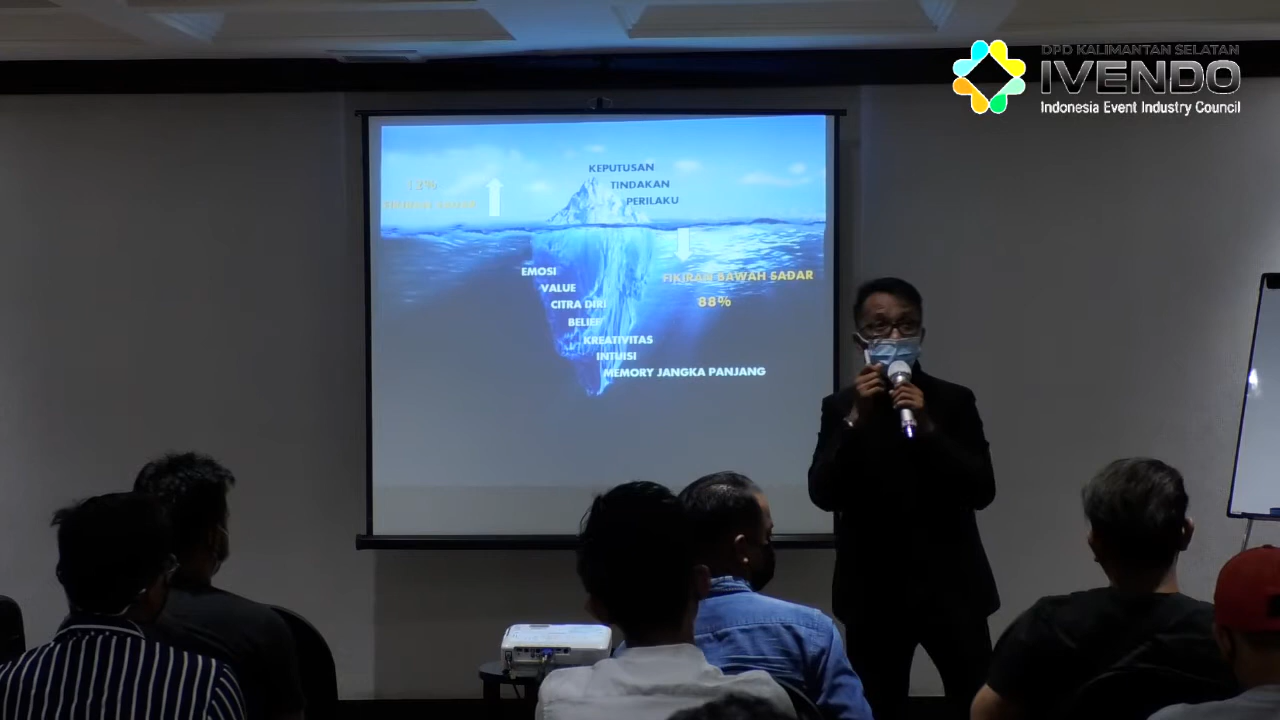 DPD KALIMANTAN SELATAN
IVENDO
Indonesia Event Industry Council
KEPUTUSAN
TINDAKAN
PERILAKU
12%
EMOSI
VALUE
CITRA DIRI
BELIEF
KREATIVITAS
INTUISI
MEMORY JANGKA PANJANG
FIKIRAN BAWAH SADAR
88%